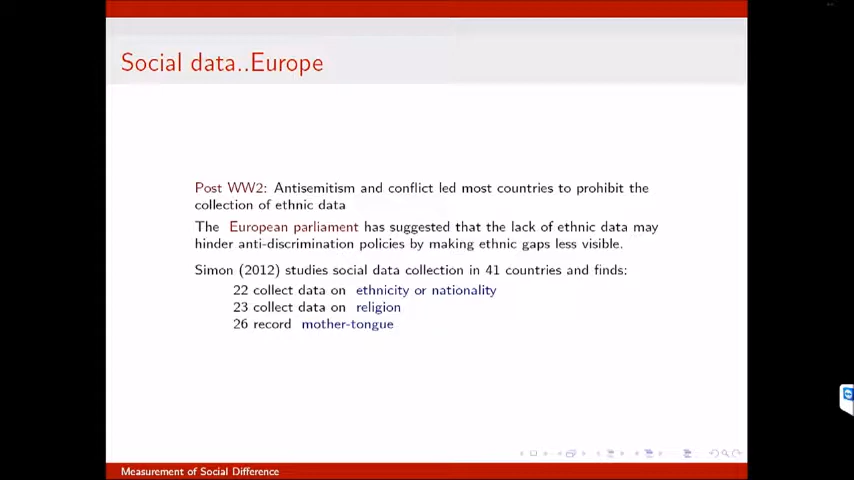 Social data..Europe
Post WW2: Antisemitism and conflict led most countries to prohibit the
collection of ethnic data
The European parliament has suggested that the lack of ethnic data may
hinder anti-discrimination policies by making ethnic gaps less visible.
Simon (2012) studies social data collection in 41 countries and finds:
22 collect data on ethnicity or nationality
23 collect data on religion
26 record mother-tongue
Measurement of Social Difference